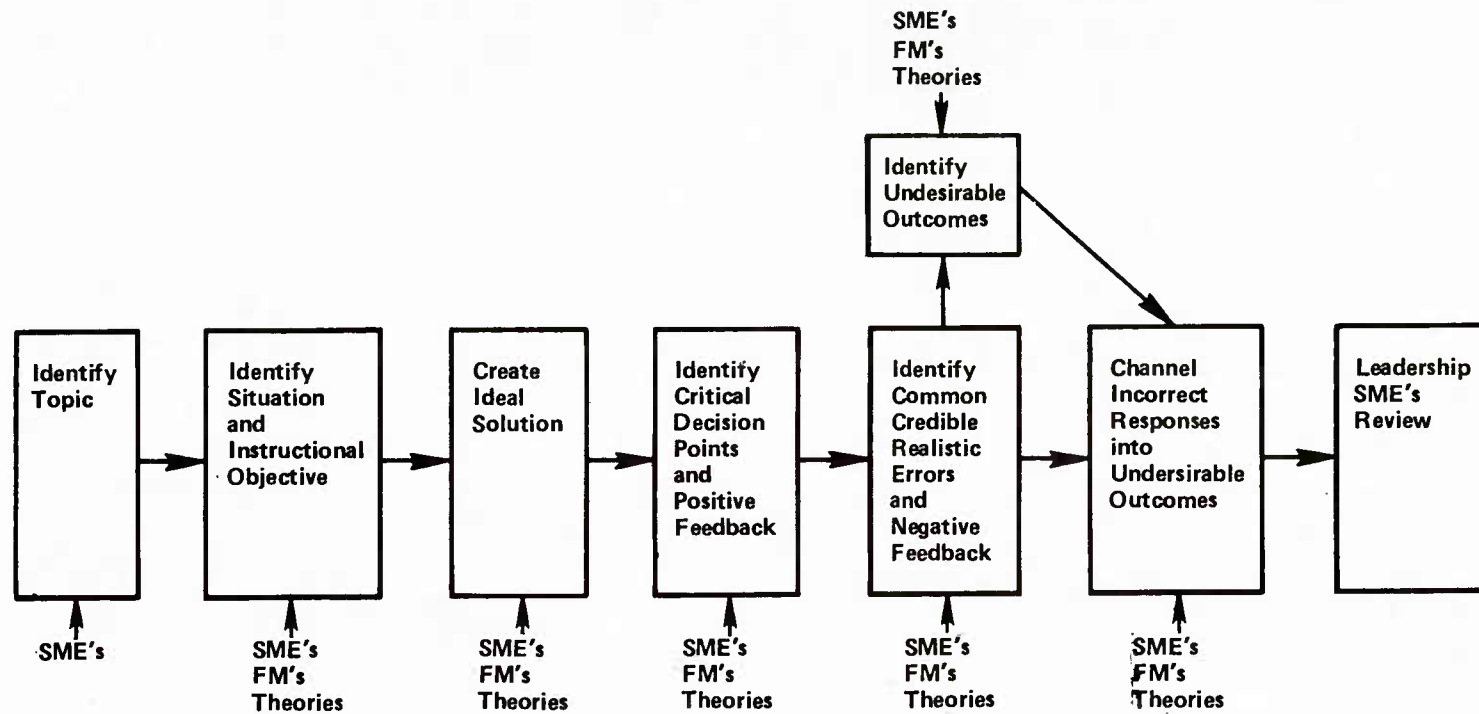 SME's
FM's
Theories
Identify
Undesirable
Outcomes
Identify
Topic
Identify
Situation
and
Instructional
Objective
Create
Ideal
Solution
Identify
Critical
Decision
Points
and
Positive
Feedback
Identify
Common
Credible
Realistic
Errors
and
Negative
Feedback
Channel
Incorrect
Responses
into
Undersirable
Outcomes
Leadership
SME's
Review
SME's
SME's
FM's
Theories
SME's
FM's
Theories
SME's
FM's
Theories
SME's
FM's
Theories
SME's
FM's
Theories